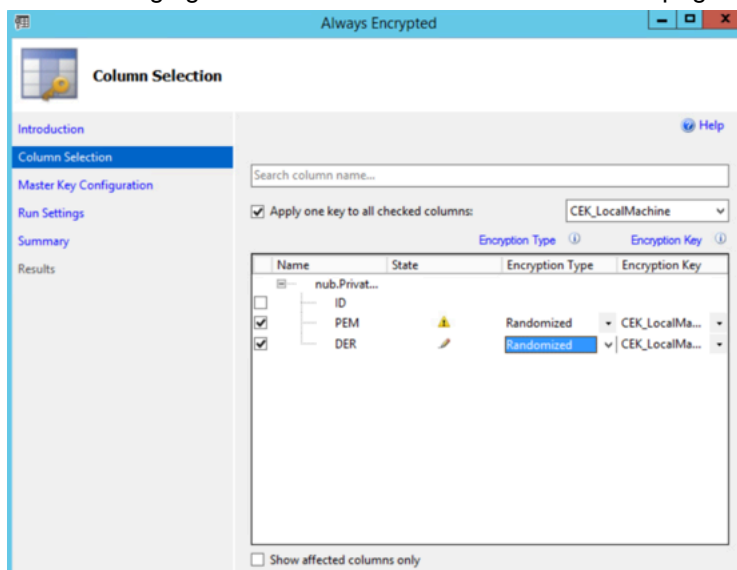 Always Encrypted
Column Selection
Introduction
Column Selection
Master Key Configuration
Run Settings
Summary
Results
Help
Search column name...
Apply one key to all checked columns:
CEK_LocalMachine
Encryption Type
Encryption Key
Name State Encryption Type Encryption Key
nub.Privat...
ID
PEM Randomized CEK_LocalMa...
DER Randomized CEK_LocalMa...
Show affected columns only